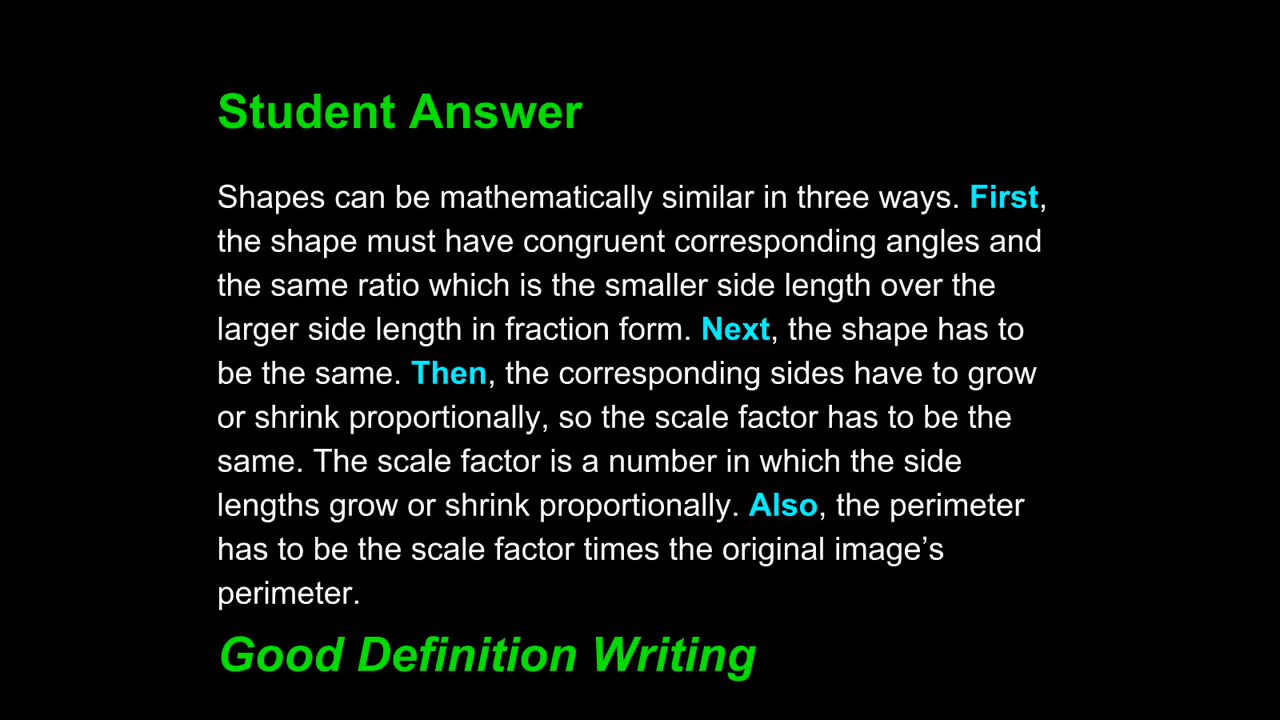 Student Answer
Shapes can be mathematically similar in three ways. First,
the shape must have congruent corresponding angles and
the same ratio which is the smaller side length over the
larger side length in fraction form. Next, the shape has to
be the same. Then, the corresponding sides have to grow
or shrink proportionally, so the scale factor has to be the
same. The scale factor is a number in which the side
lengths grow or shrink proportionally. Also, the perimeter
has to be the scale factor times the original image’s
perimeter.
Good Definition Writing